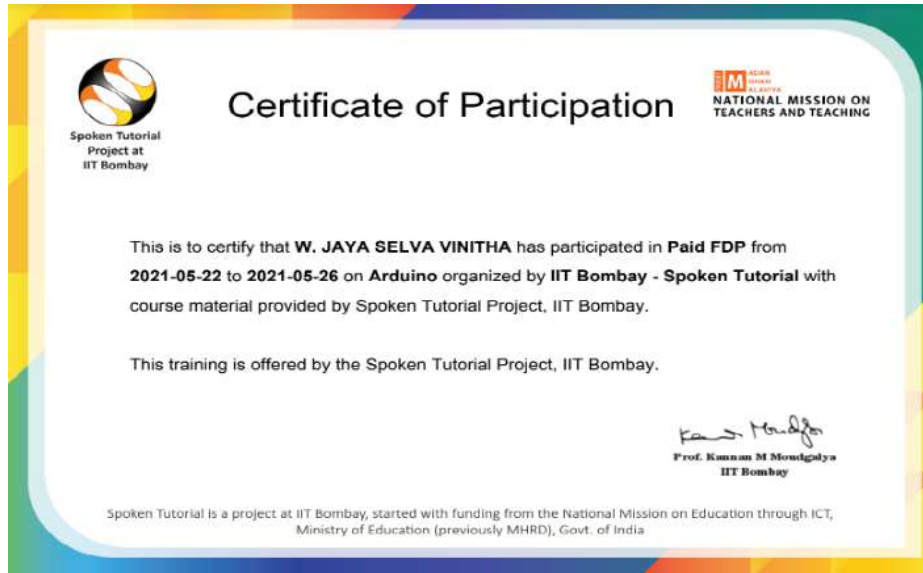 Spoken Tutorial
Project at
IIT Bombay
Certificate of Participation
M
ADAN
OHAN
ALAVIYA
NATIONAL MISSION ON
TEACHERS AND TEACHING
This is to certify that W. JAYA SELVA VINITHA has participated in Paid FDP from
2021-05-22 to 2021-05-26 on Arduino organized by IIT Bombay - Spoken Tutorial with
course material provided by Spoken Tutorial Project, IIT Bombay.
This training is offered by the Spoken Tutorial Project, IIT Bombay.
Prof. Kannan M Moudgalya
IIT Bombay
Spoken Tutorial is a project at IIT Bombay, started with funding from the National Mission on Education through ICT,
Ministry of Education (previously MHRD), Govt. of India